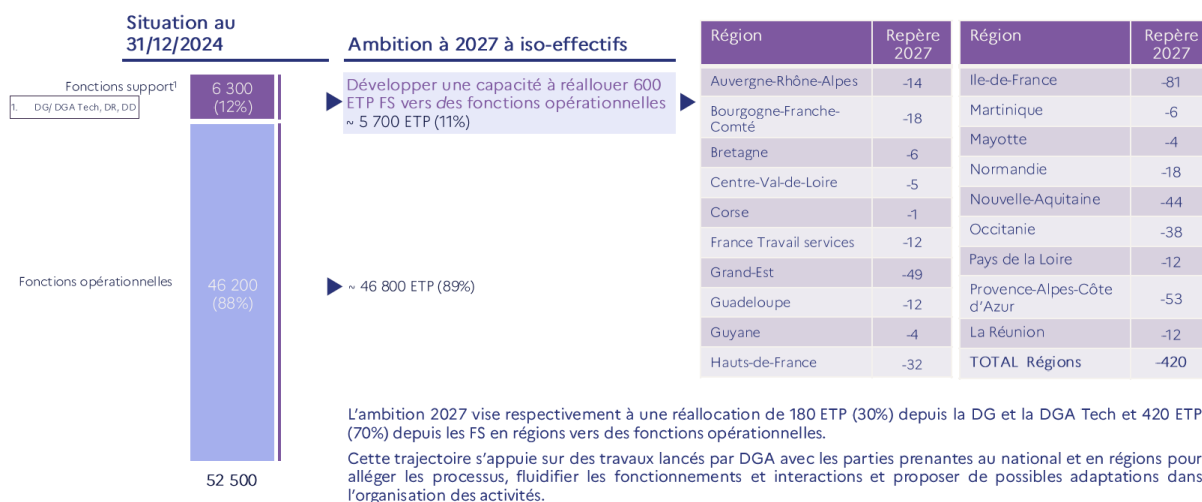 Situation au
31/12/2024
Ambition à 2027 à iso-effectifs
Fonctions support¹
1. DG/ DGA Tech, DR, DD
6 300
(12%)
Développer une capacité à réallouer 600
ETP FS vers des fonctions opérationnelles
~ 5 700 ETP (11%)
Fonctions opérationnelles
46 200
(88%)
~ 46 800 ETP (89%)
52 500
Région Repère 2027
Auvergne-Rhône-Alpes -14
Bourgogne-Franche-Comté -18
Bretagne -6
Centre-Val-de-Loire -5
Corse -1
France Travail services -12
Grand-Est -49
Guadeloupe -12
Guyane -4
Hauts-de-France -32
Région Repère 2027
Ile-de-France -81
Martinique -6
Mayotte -4
Normandie -18
Nouvelle-Aquitaine -44
Occitanie -38
Pays de la Loire -12
Provence-Alpes-Côte d’Azur -53
La Réunion -12
TOTAL Régions -420
L’ambition 2027 vise respectivement à une réallocation de 180 ETP (30%) depuis la DG et la DGA Tech et 420 ETP
(70%) depuis les FS en régions vers des fonctions opérationnelles.
Cette trajectoire s’appuie sur des travaux lancés par DGA avec les parties prenantes au national et en régions pour
alléger les processus, fluidifier les fonctionnements et interactions et proposer de possibles adaptations dans
l’organisation des activités.